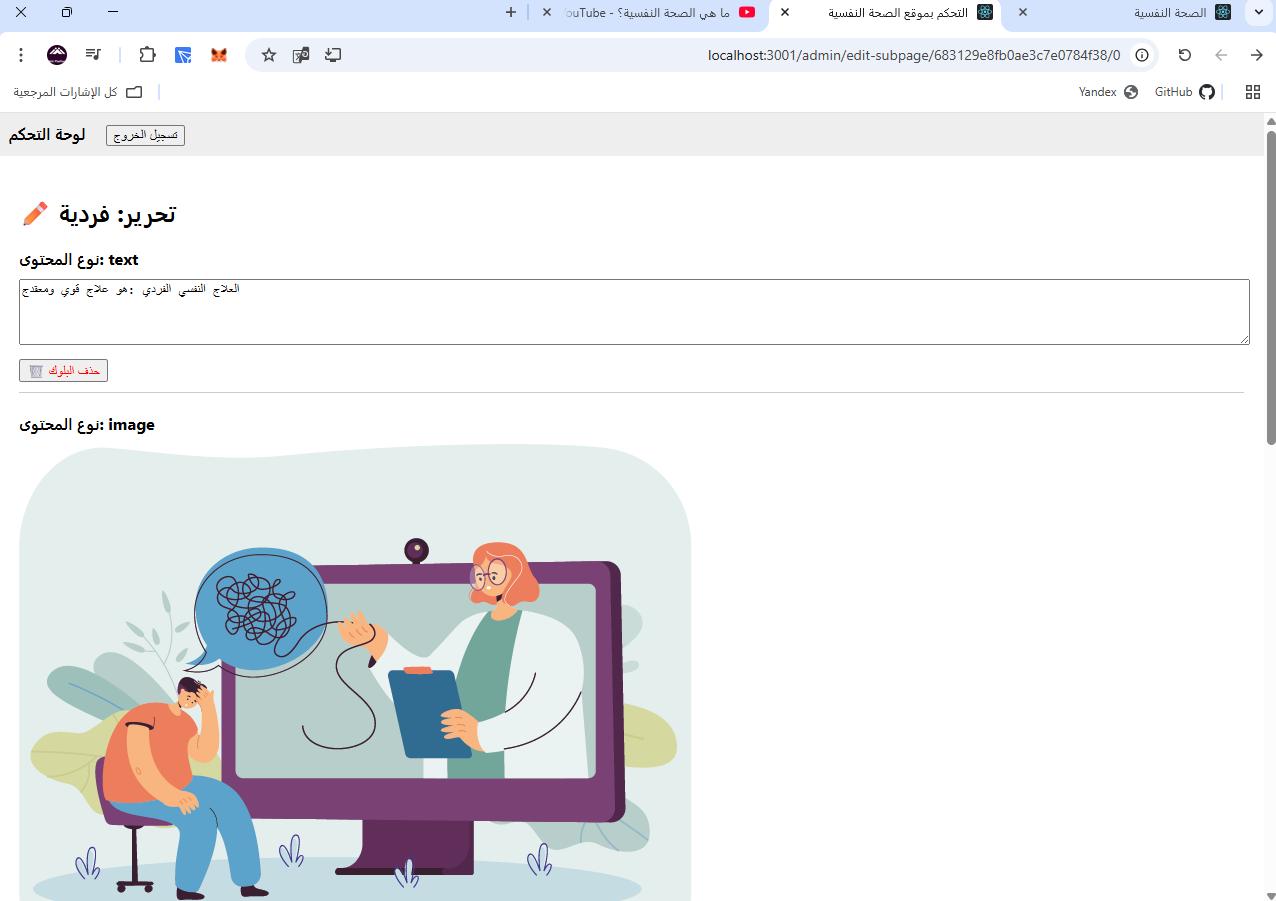 الصحة النفسية
التحكم بموقع الصحة النفسية
ما هي الصحة النفسية؟ - YouTube
localhost:3001/admin/edit-subpage/683129e8fb0ae3c7e0784f38/0
GitHub
Yandex
كل الإشارات المرجعية
لوحة التحكم
تسجيل الخروج
تحرير: فردية
نوع المحتوى: text
العلاج النفسي الفردي :هو علاج قوي ومعقدج
حذف البلوك
نوع المحتوى: image